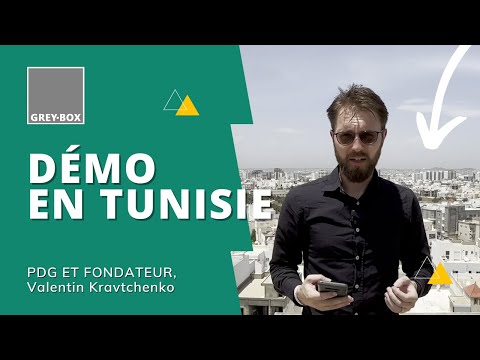 GREY-BOX
DÉMO
EN TUNISIE
PDG ET FONDATEUR,
Valentin Kravtchenko